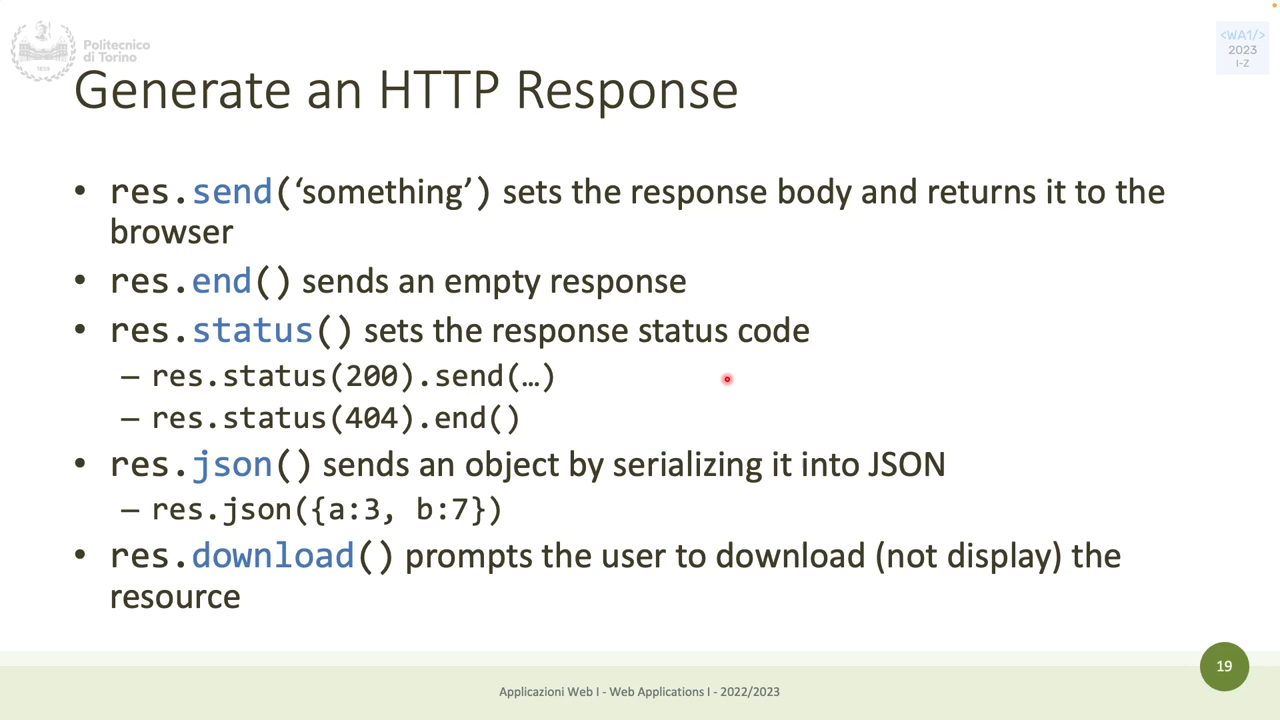 Politecnico
di Torino
1859
<WA1/>
2023
I-Z
Generate an HTTP Response
• res.send(‘something’) sets the response body and returns it to the
browser
• res.end() sends an empty response
• res.status() sets the response status code
– res.status(200).send(…)
– res.status(404).end()
• res.json() sends an object by serializing it into JSON
– res.json({a:3, b:7})
• res.download() prompts the user to download (not display) the
resource
19
Applicazioni Web I - Web Applications I - 2022/2023